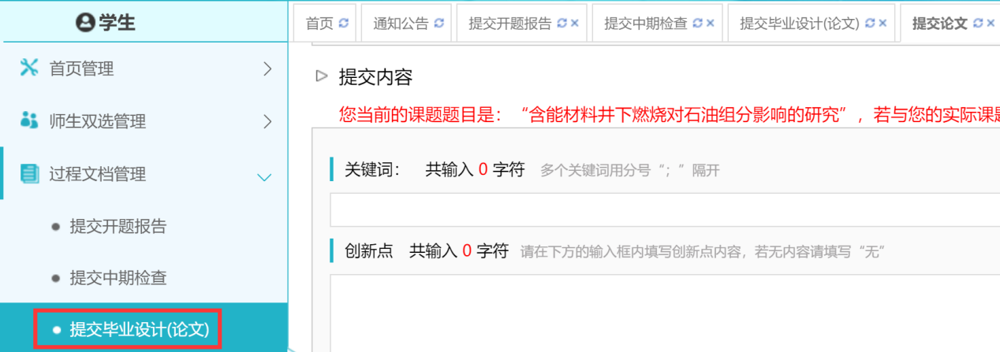 学生
首页管理
师生双选管理
过程文档管理
提交开题报告
提交中期检查
提交毕业设计(论文)
首页 通知公告 提交开题报告 提交中期检查 提交毕业设计(论文) 提交论文
提交内容
您当前的课题题目是：“含能材料井下燃烧对石油组分影响的研究”，若与您的实际课题
关键词： 共输入 0 字符 多个关键词用分号“；”隔开
创新点 共输入 0 字符 请在下方的输入框内填写创新点内容，若无内容请填写“无”